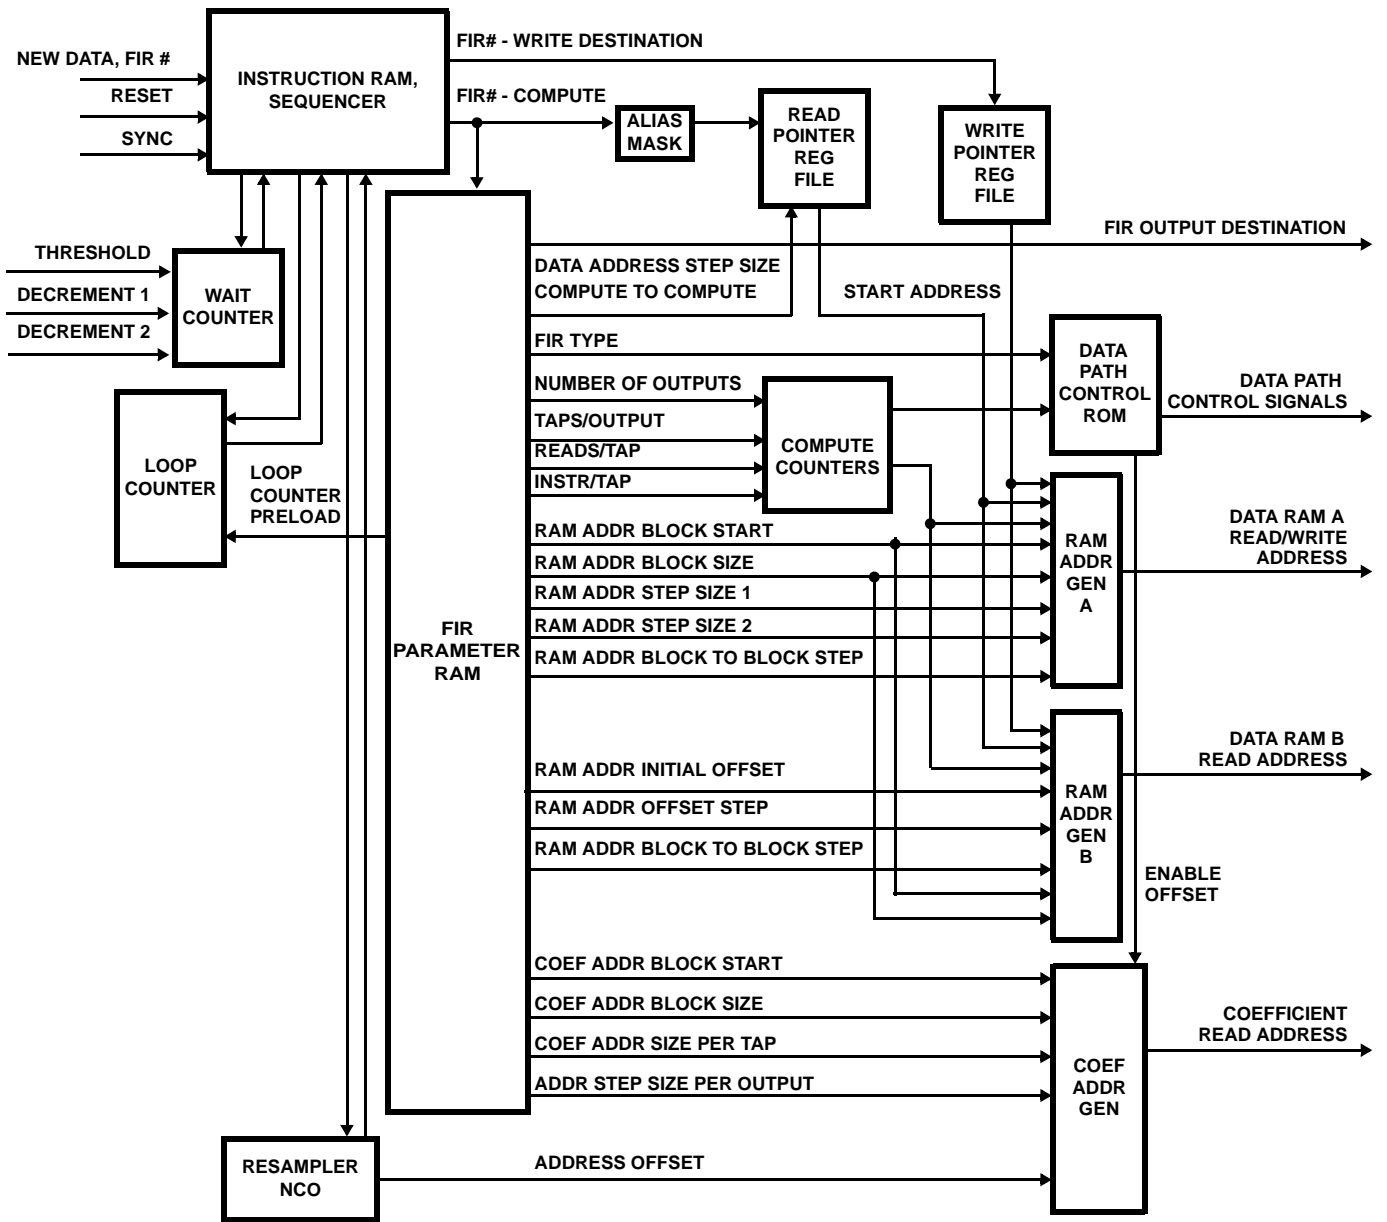 NEW DATA, FIR #
RESET
SYNC
INSTRUCTION RAM,
SEQUENCER
FIR# - WRITE DESTINATION
FIR# - COMPUTE
ALIAS
MASK
READ
POINTER
REG
FILE
WRITE
POINTER
REG
FILE
THRESHOLD
DECREMENT 1
DECREMENT 2
WAIT
COUNTER
LOOP
COUNTER
LOOP
COUNTER
PRELOAD
FIR
PARAMETER
RAM
FIR OUTPUT DESTINATION
DATA ADDRESS STEP SIZE
COMPUTE TO COMPUTE
START ADDRESS
FIR TYPE
NUMBER OF OUTPUTS
TAPS/OUTPUT
READS/TAP
INSTR/TAP
COMPUTE
COUNTERS
DATA
PATH
CONTROL
ROM
DATA PATH
CONTROL SIGNALS
RAM ADDR BLOCK START
RAM ADDR BLOCK SIZE
RAM ADDR STEP SIZE 1
RAM ADDR STEP SIZE 2
RAM ADDR BLOCK TO BLOCK STEP
RAM
ADDR
GEN
A
DATA RAM A
READ/WRITE
ADDRESS
RAM ADDR INITIAL OFFSET
RAM ADDR OFFSET STEP
RAM ADDR BLOCK TO BLOCK STEP
RAM
ADDR
GEN
B
DATA RAM B
READ ADDRESS
ENABLE
OFFSET
COEF ADDR BLOCK START
COEF ADDR BLOCK SIZE
COEF ADDR SIZE PER TAP
ADDR STEP SIZE PER OUTPUT
COEF
ADDR
GEN
COEFFICIENT
READ ADDRESS
RESAMPLER
NCO
ADDRESS OFFSET